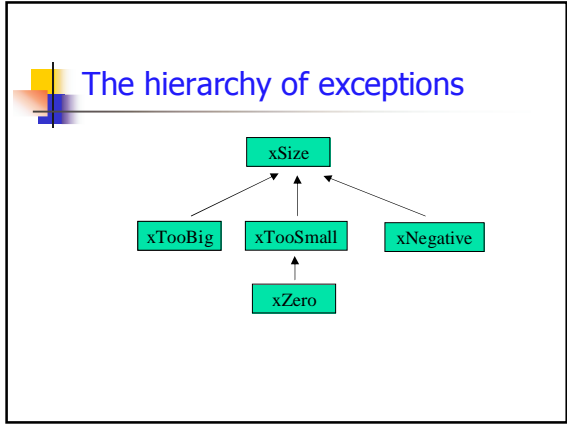 The hierarchy of exceptions
xSize
xTooBig
xTooSmall
xNegative
xZero